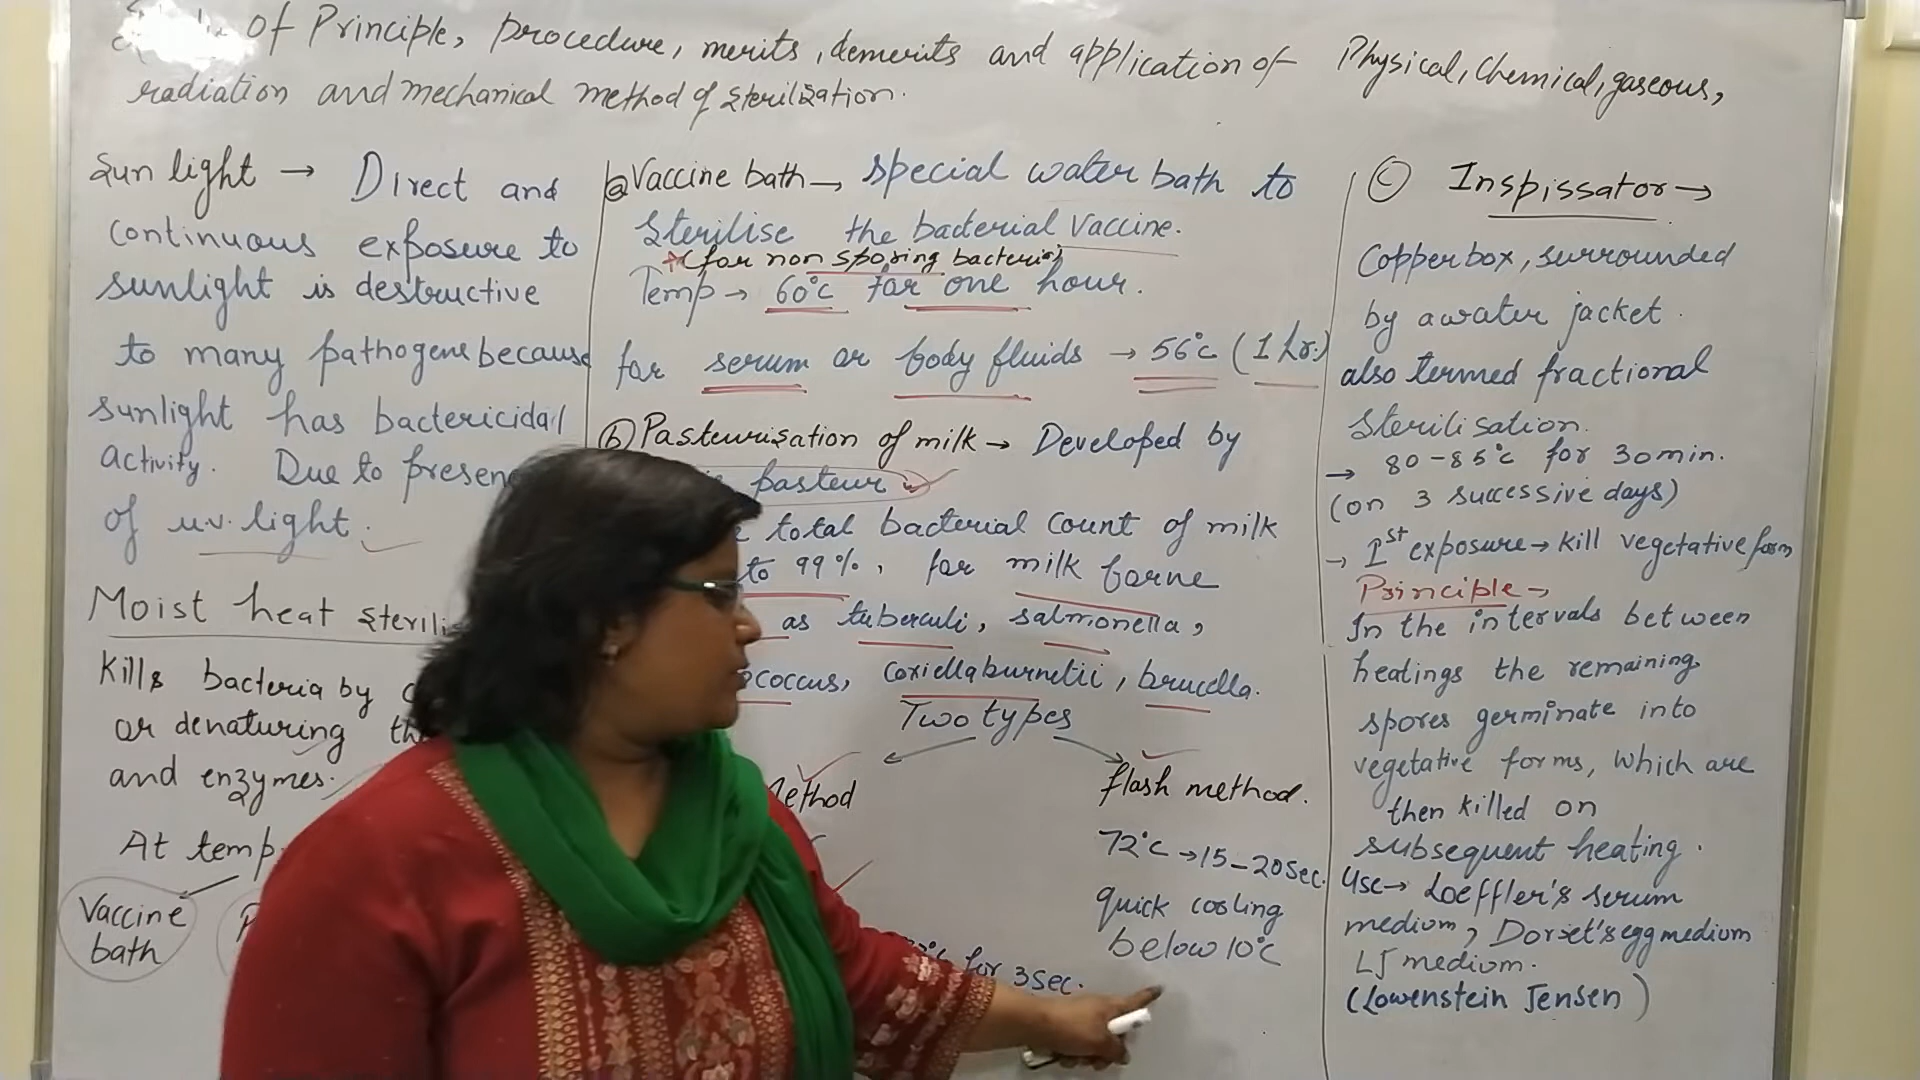 of Principle, procedure, merits, demerits and application of Physical, Chemical, gaseous,
radiation and mechanical method of sterilization.
Sun light → Direct and
continuous exposure to
sunlight is destructive
to many pathogens because
sunlight has bactericidal
activity. Due to presen
of u.v. light.
Moist heat sterili
Kills bacteria by c
or denaturing th
and enzymes.
At temp
Vaccine
bath
P
ⓐ Vaccine bath → special water bath to
sterilise the bacterial vaccine.
(for non sporing bacteria)
Temp → 60°c for one hour.
for serum or body fluids → 56°c (1 hr.)
ⓑ Pasteurisation of milk → Developed by
pasteur
total bacterial count of milk
to 99%, for milk borne
as tuberculi, salmonella,
coccus, coxiella burnetii, brucella.
Two types
Method
flash method.
72°c → 15-20 sec.
quick cooling
below 10°c
°c for 3 sec.
ⓒ Inspissator →
Copper box, surrounded
by a water jacket.
also termed fractional
sterilisation.
→ 80-85°c for 30 min.
(on 3 successive days)
→ 1st exposure → kill vegetative form
Principle →
In the intervals between
heatings the remaining
spores germinate into
vegetative forms, which are
then killed on
subsequent heating.
Use → Loeffler's serum
medium, Dorset's egg medium
LJ medium.
(Lowenstein Jensen)